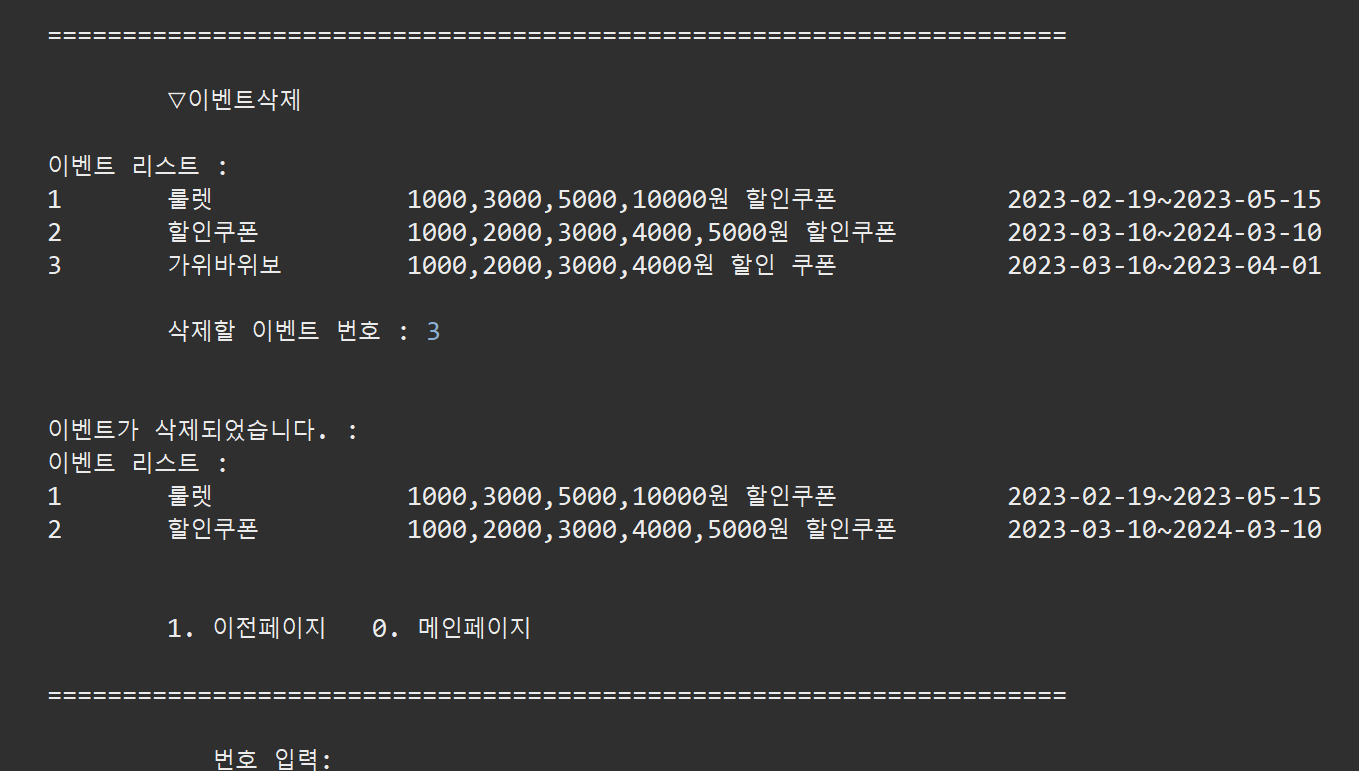 ====================================================================
▽이벤트삭제
이벤트 리스트 :
1 룰렛 1000,3000,5000,10000원 할인쿠폰 2023-02-19~2023-05-15
2 할인쿠폰 1000,2000,3000,4000,5000원 할인쿠폰 2023-03-10~2024-03-10
3 가위바위보 1000,2000,3000,4000원 할인 쿠폰 2023-03-10~2023-04-01
삭제할 이벤트 번호 : 3
이벤트가 삭제되었습니다. :
이벤트 리스트 :
1 룰렛 1000,3000,5000,10000원 할인쿠폰 2023-02-19~2023-05-15
2 할인쿠폰 1000,2000,3000,4000,5000원 할인쿠폰 2023-03-10~2024-03-10
1. 이전페이지 0. 메인페이지
====================================================================
번호 입력: